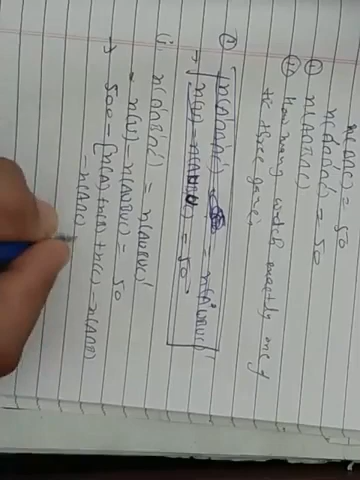 n(A∩C) = 50
n(A'∩B'∩C') = 50
(i) n(A∩B∩C)
(ii) How many watch exactly one of
the three games
(i) n(A'∩B'∩C') = n(A∪B∪C)'
→ n(U) - n(A∪B∪C) = 50
(i. n(A'∩B'∩C') = n(A∪B∪C)'
= n(U) - n(A∪B∪C) = 50
→ 500 - [n(A) + n(B) + n(C) - n(A∩B)
- n(A∩C)